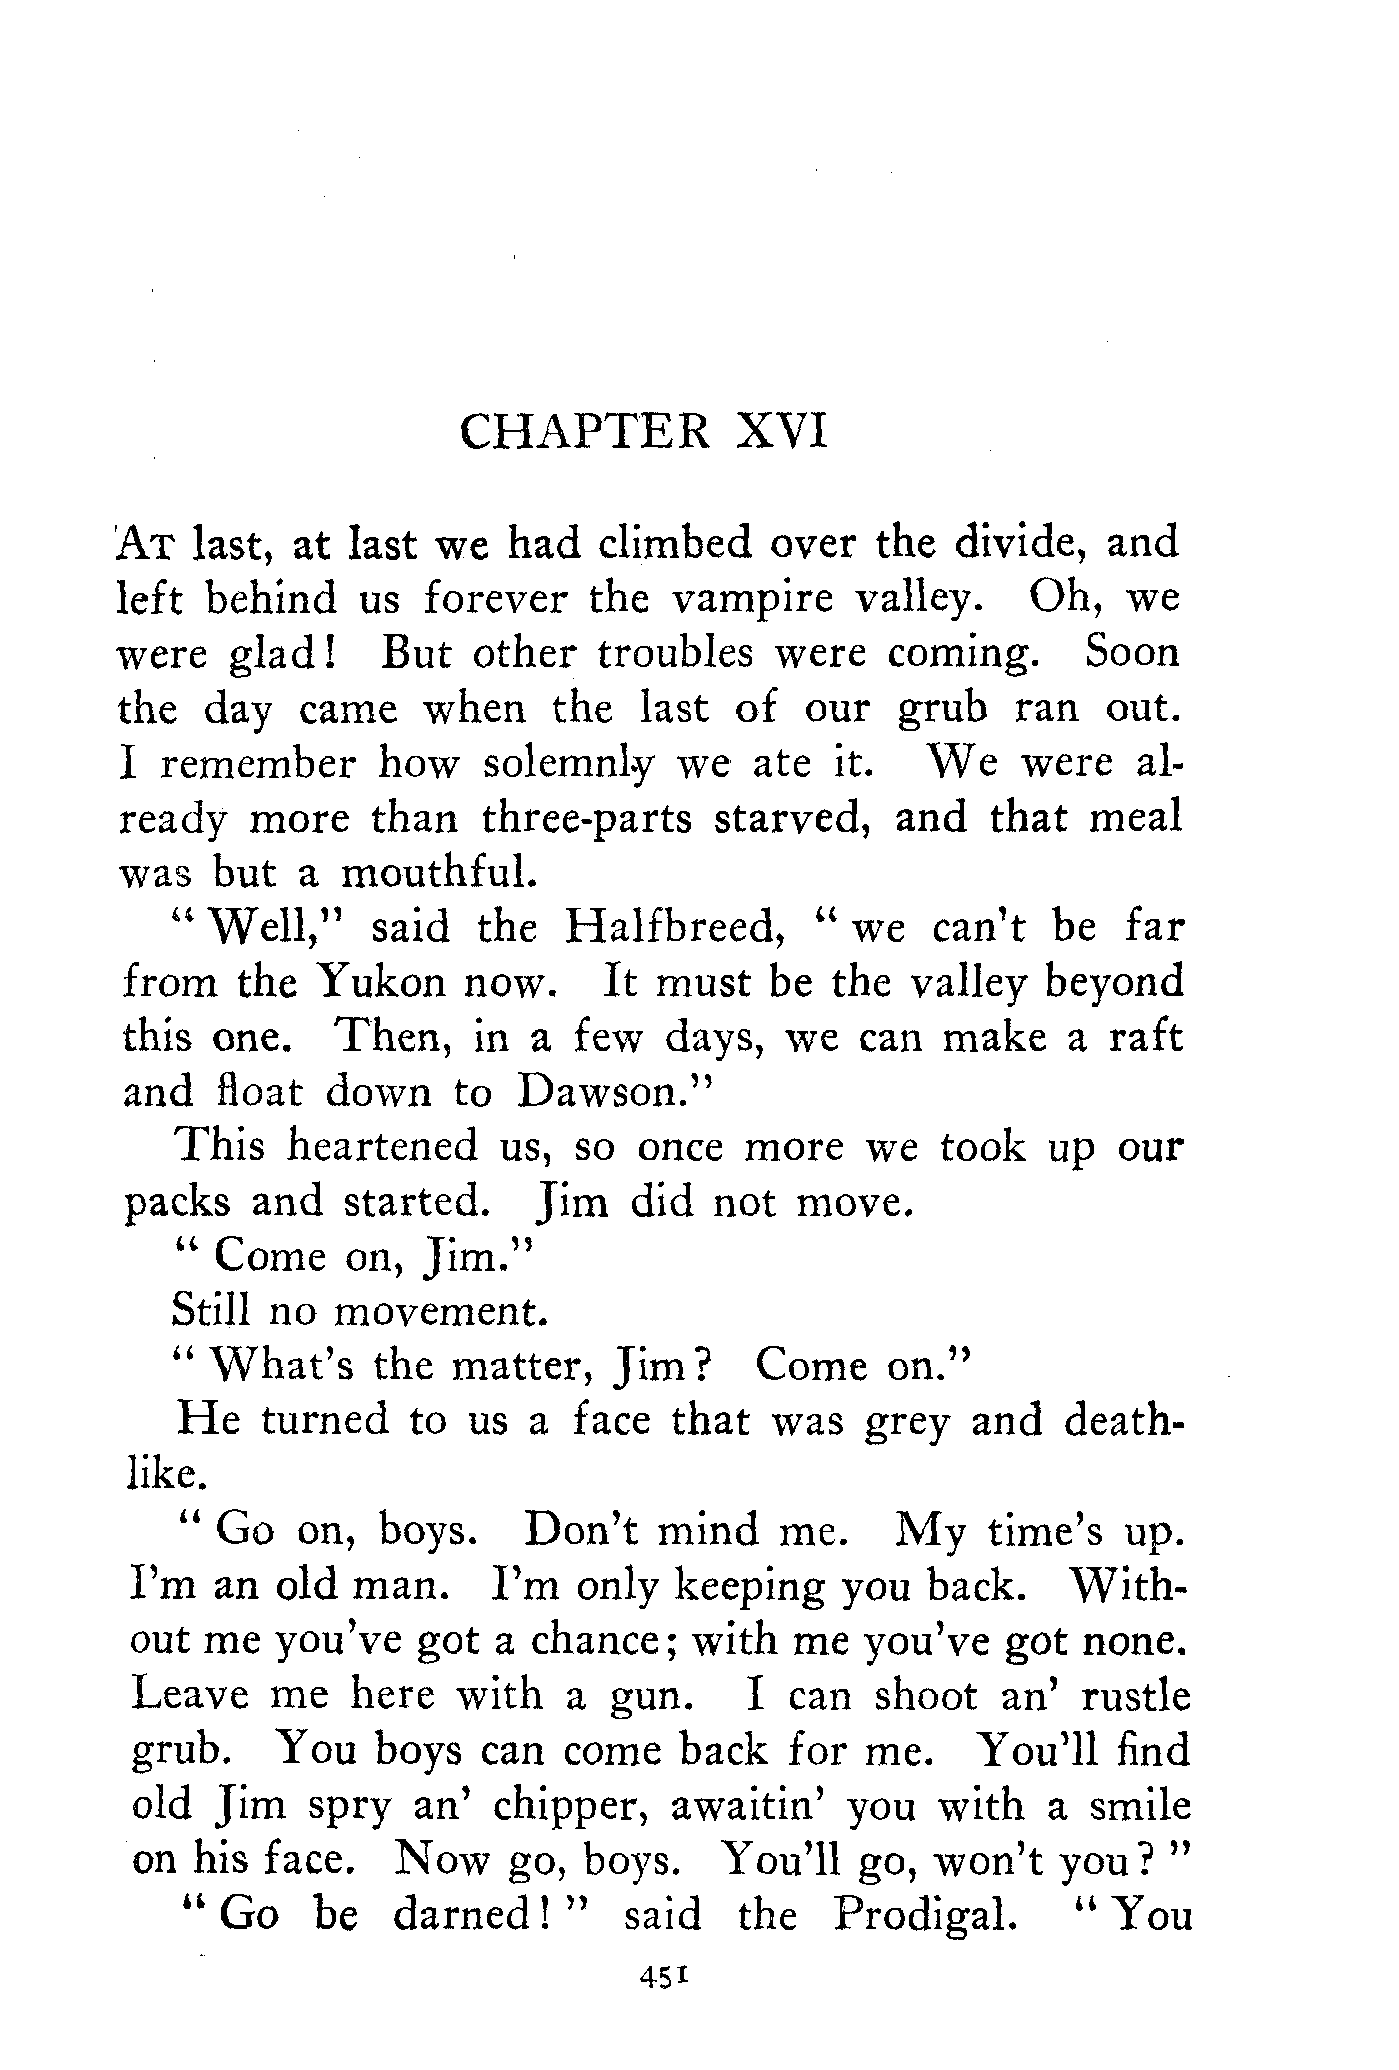 CHAPTER XVI
AT last, at last we had climbed over the divide, and
left behind us forever the vampire valley. Oh, we
were glad! But other troubles were coming. Soon
the day came when the last of our grub ran out.
I remember how solemnly we ate it. We were al-
ready more than three-parts starved, and that meal
was but a mouthful.
"Well," said the Halfbreed, "we can't be far
from the Yukon now. It must be the valley beyond
this one. Then, in a few days, we can make a raft
and float down to Dawson."
This heartened us, so once more we took up our
packs and started. Jim did not move.
"Come on, Jim."
Still no movement.
"What's the matter, Jim? Come on."
He turned to us a face that was grey and death-
like.
"Go on, boys. Don't mind me. My time's up.
I'm an old man. I'm only keeping you back. With-
out me you've got a chance; with me you've got none.
Leave me here with a gun. I can shoot an' rustle
grub. You boys can come back for me. You'll find
old Jim spry an' chipper, awaitin' you with a smile
on his face. Now go, boys. You'll go, won't you?"
"Go be darned!" said the Prodigal. "You
451